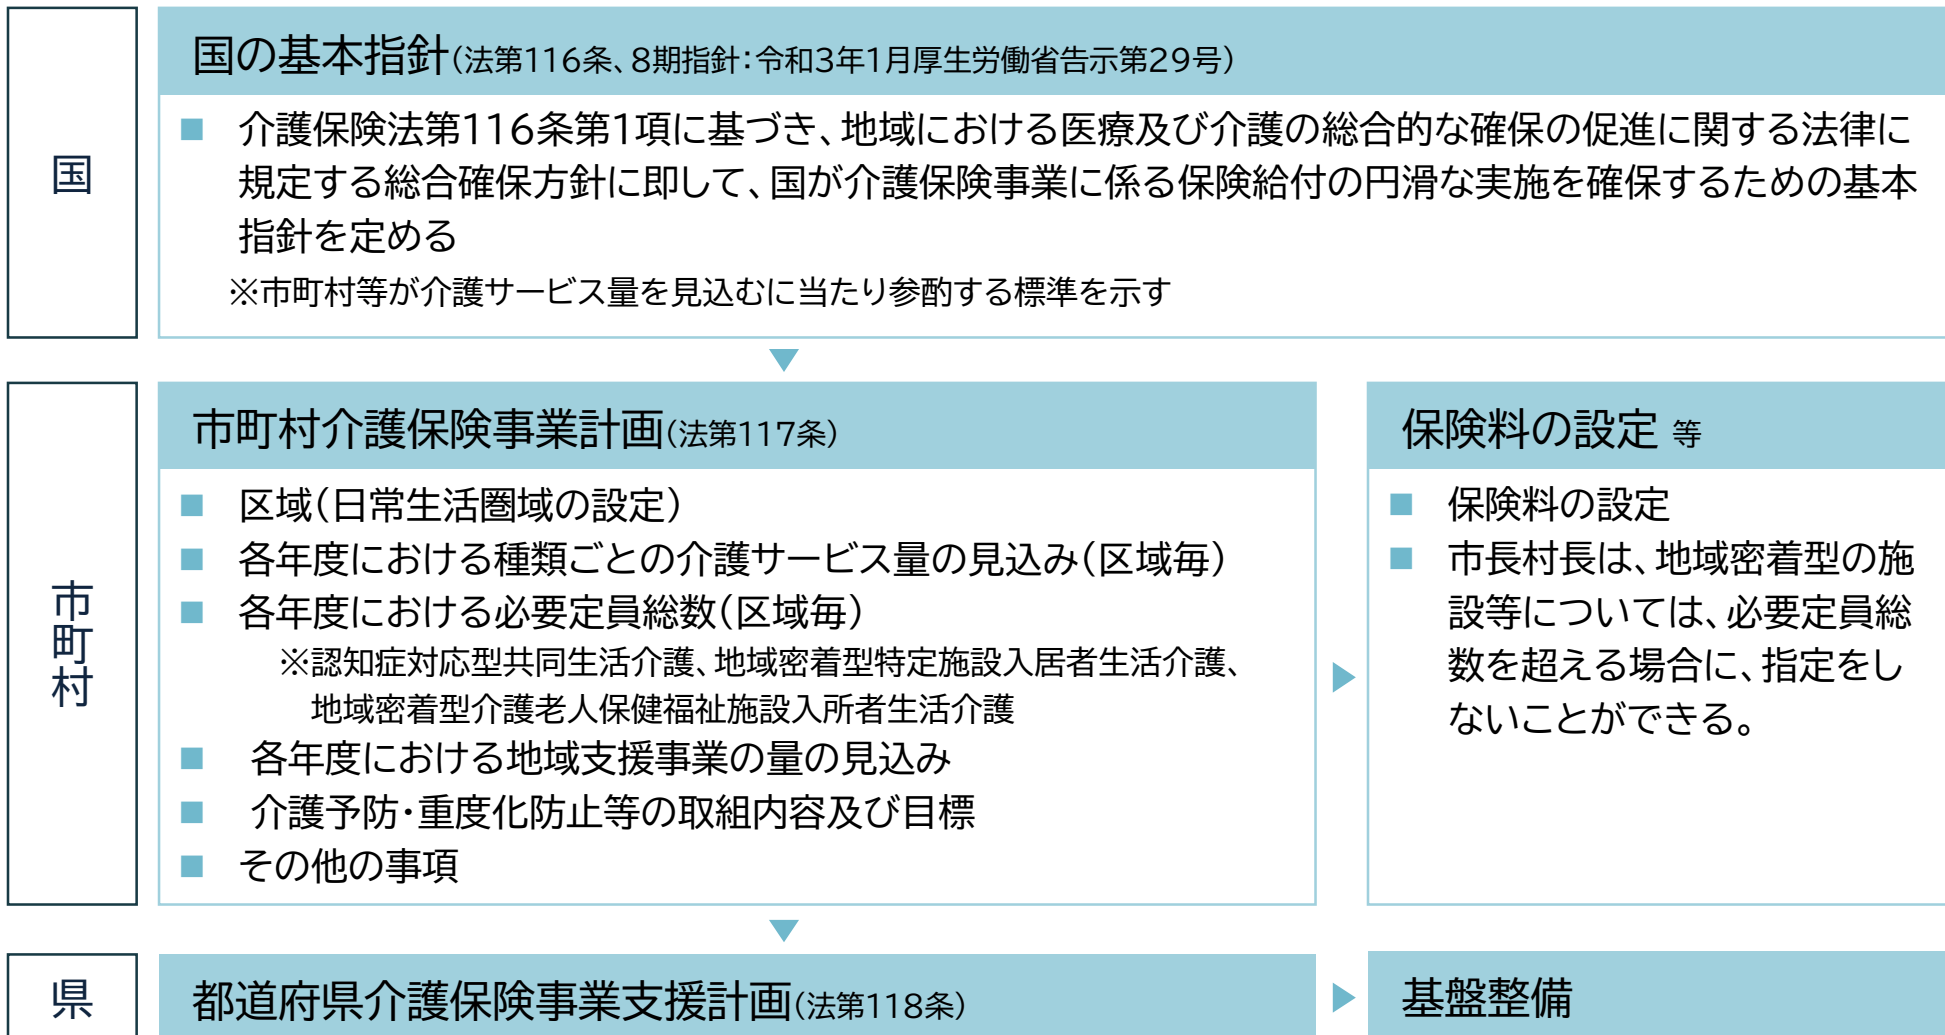 国
国の基本指針(法第116条、8期指針:令和3年1月厚生労働省告示第29号)
■ 介護保険法第116条第1項に基づき、地域における医療及び介護の総合的な確保の促進に関する法律に
規定する総合確保方針に即して、国が介護保険事業に係る保険給付の円滑な実施を確保するための基本
指針を定める
※市町村等が介護サービス量を見込むに当たり参酌する標準を示す
市町村
市町村介護保険事業計画(法第117条)
■ 区域(日常生活圏域の設定)
■ 各年度における種類ごとの介護サービス量の見込み(区域毎)
■ 各年度における必要定員総数(区域毎)
※認知症対応型共同生活介護、地域密着型特定施設入居者生活介護、
地域密着型介護老人保健福祉施設入所者生活介護
■ 各年度における地域支援事業の量の見込み
■ 介護予防・重度化防止等の取組内容及び目標
■ その他の事項
保険料の設定 等
■ 保険料の設定
■ 市長村長は、地域密着型の施
設等については、必要定員総
数を超える場合に、指定をし
ないことができる。
県
都道府県介護保険事業支援計画(法第118条)
基盤整備